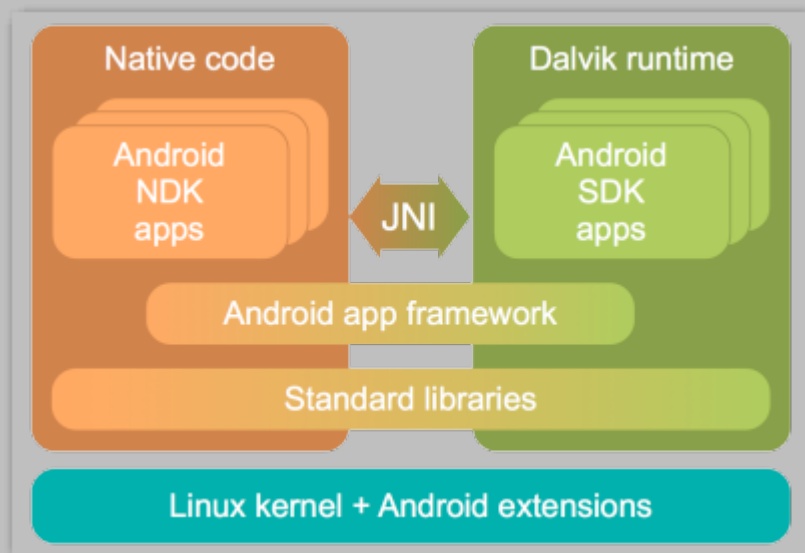 Native code
Dalvik runtime
Android
NDK
apps
JNI
Android
SDK
apps
Android app framework
Standard libraries
Linux kernel + Android extensions